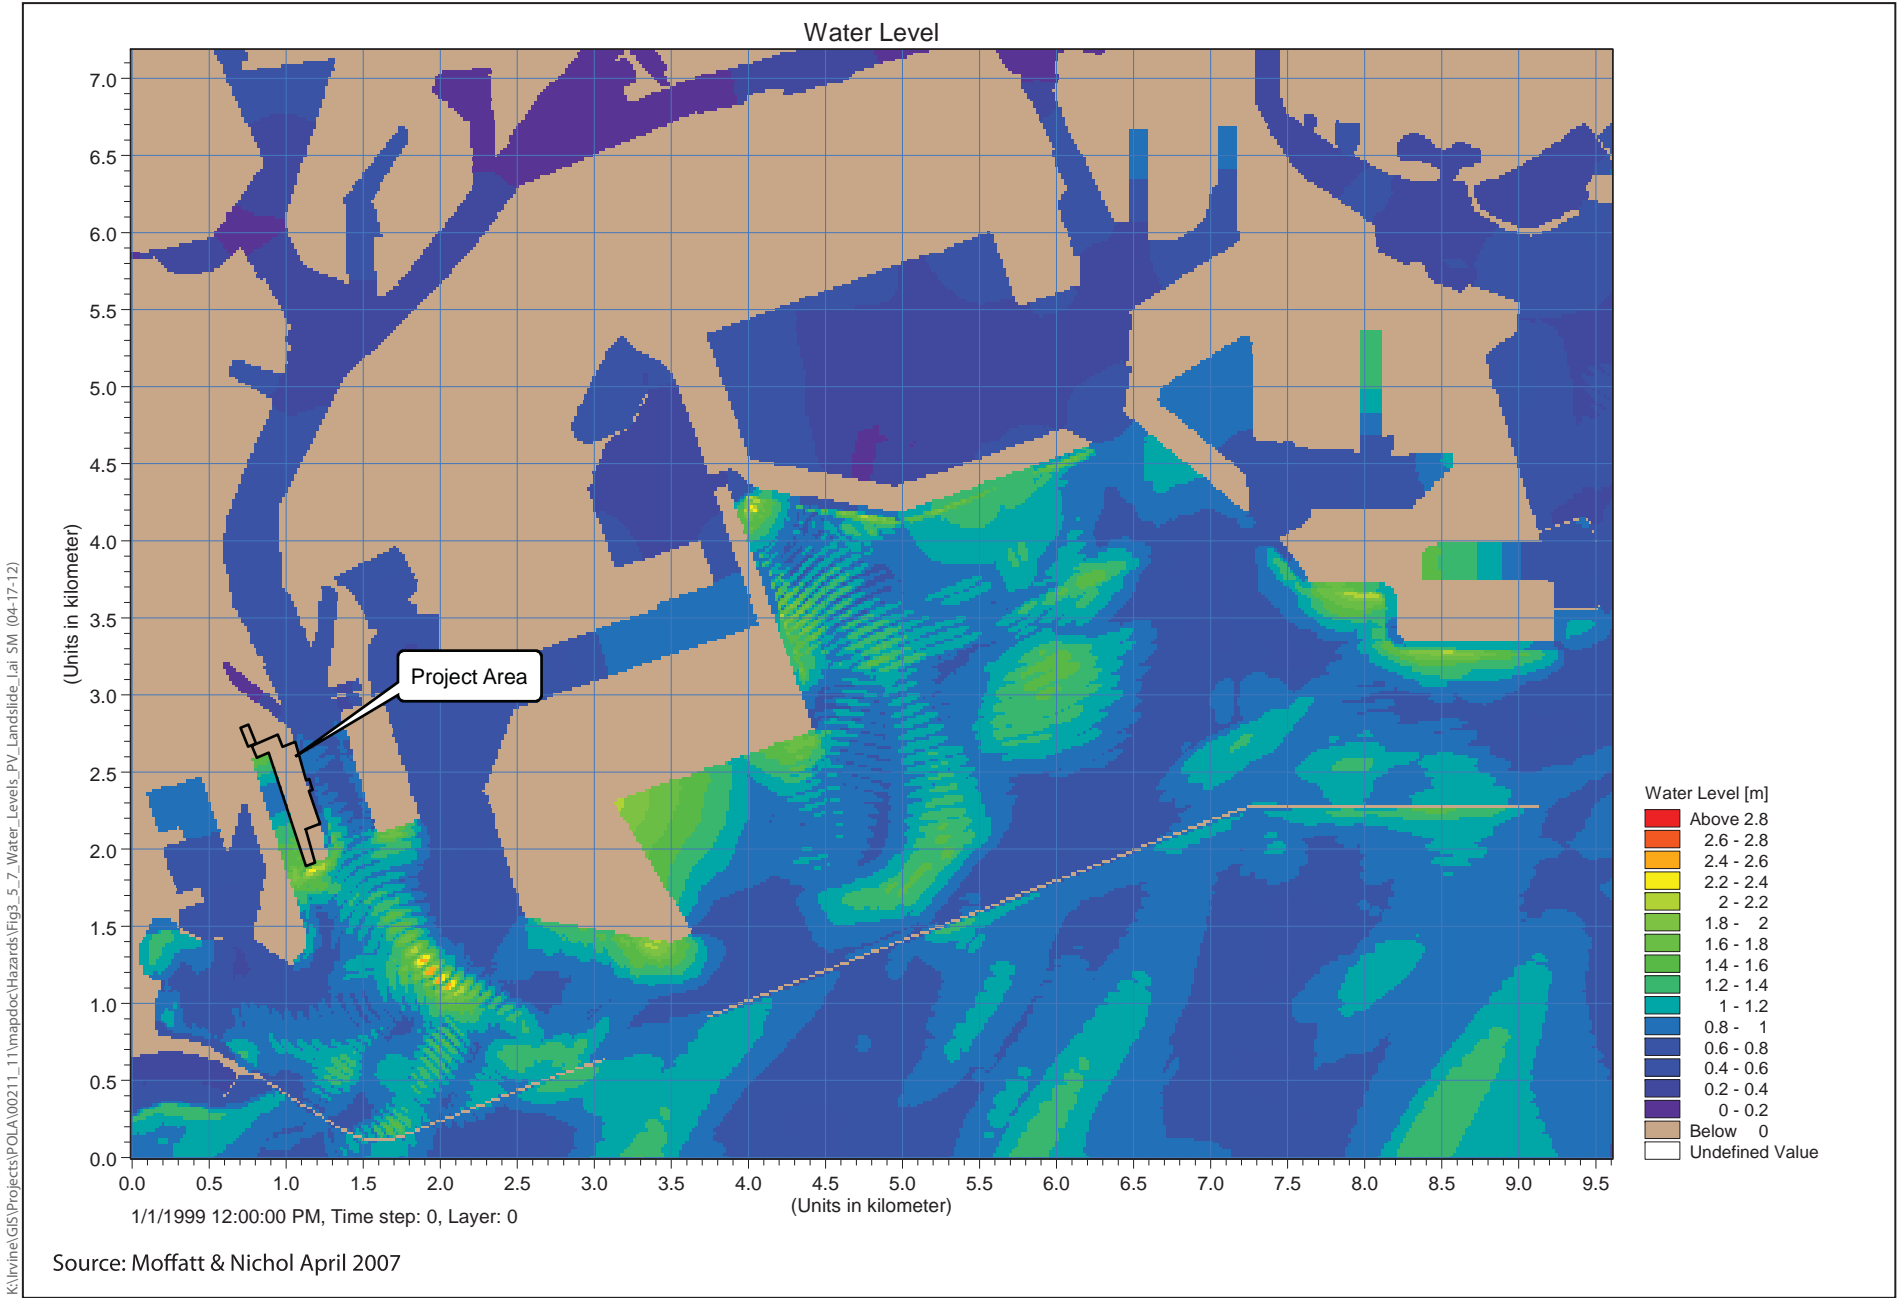 Water Level
7.0
6.5
6.0
5.5
5.0
4.5
4.0
3.5
3.0
2.5
2.0
1.5
1.0
0.5
0.0
(Units in kilometer)
Project Area
0.0 0.5 1.0 1.5 2.0 2.5 3.0 3.5 4.0 4.5 5.0 5.5 6.0 6.5 7.0 7.5 8.0 8.5 9.0 9.5
(Units in kilometer)
1/1/1999 12:00:00 PM, Time step: 0, Layer: 0
Water Level [m]
Above 2.8
2.6 - 2.8
2.4 - 2.6
2.2 - 2.4
2 - 2.2
1.8 - 2
1.6 - 1.8
1.4 - 1.6
1.2 - 1.4
1 - 1.2
0.8 - 1
0.6 - 0.8
0.4 - 0.6
0.2 - 0.4
0 - 0.2
Below 0
Undefined Value
Source: Moffatt & Nichol April 2007
K:\Irvine\GIS\Projects\POLA\00211_11\mapdoc\Hazards\Fig3_5_7_Water_Levels_PV_Landslide_I.ai SM (04-17-12)